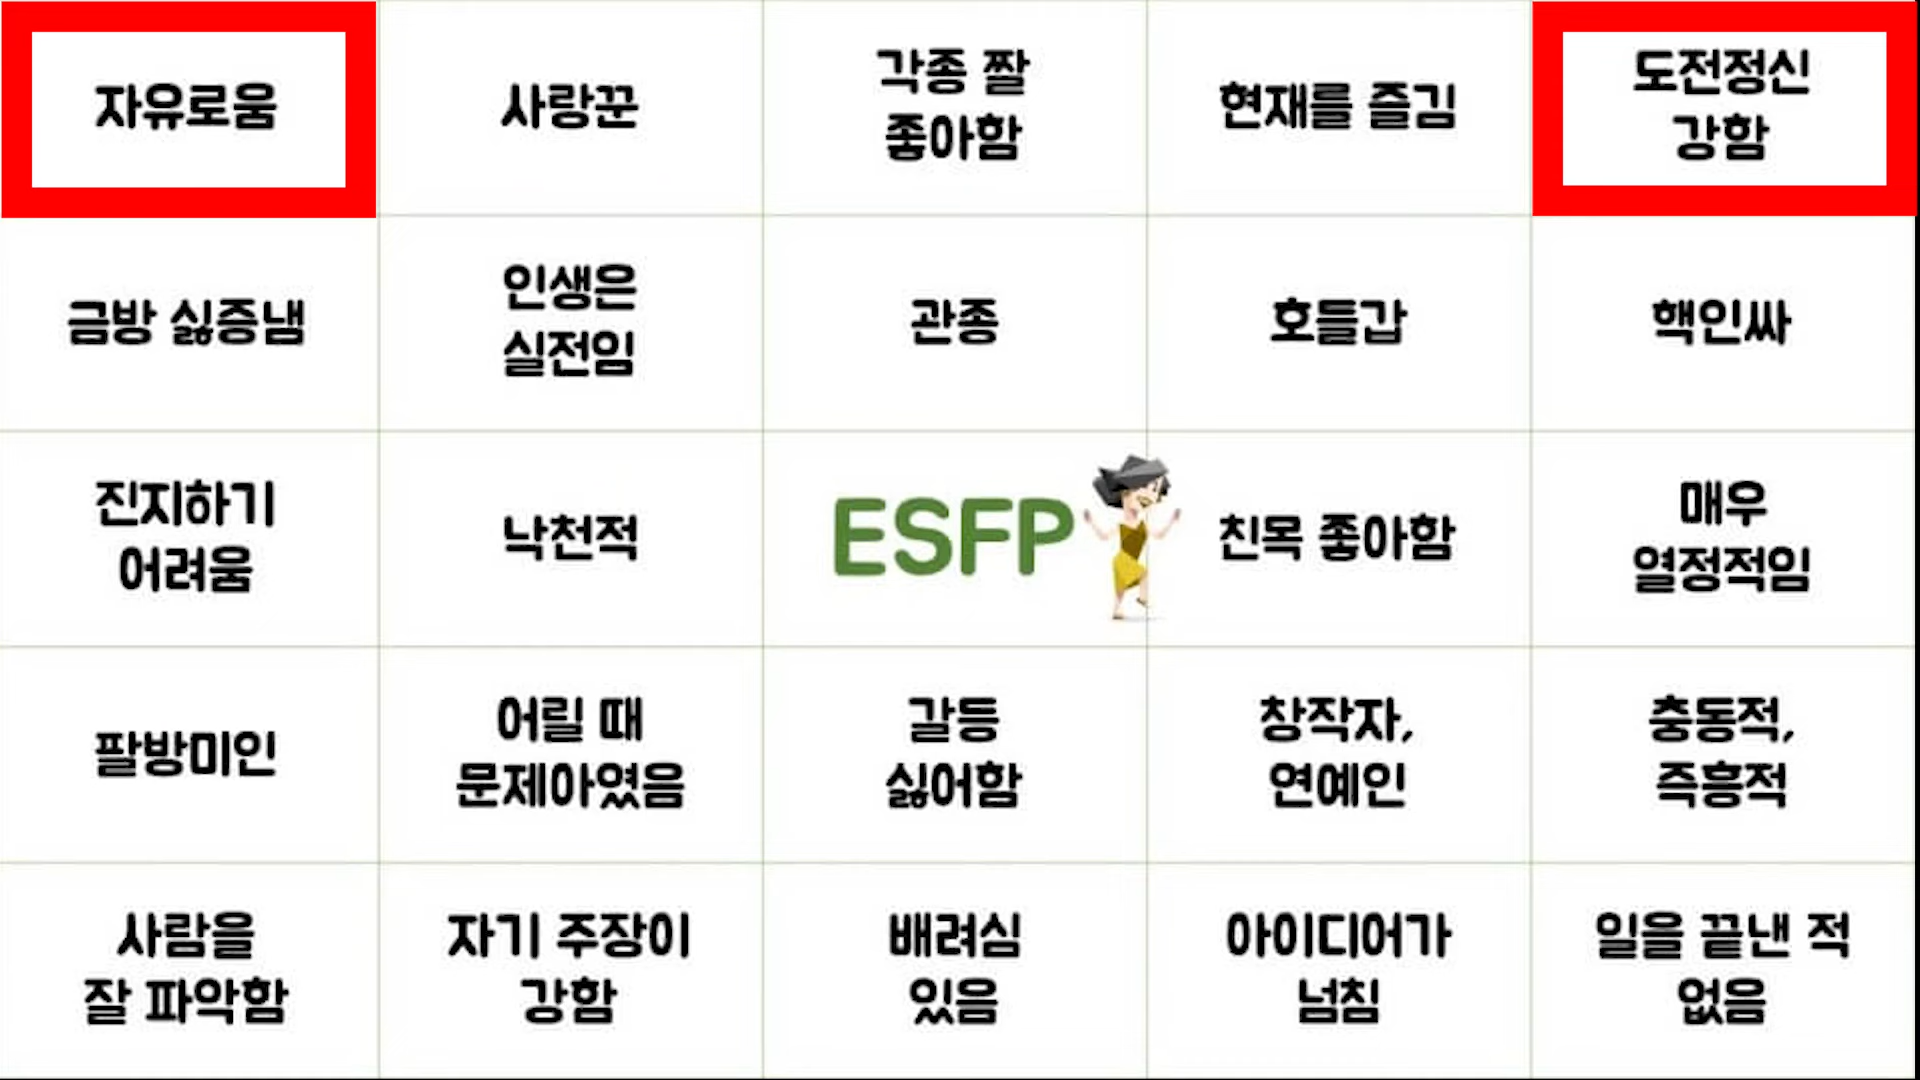 자유로움
사랑꾼
각종 짤
좋아함
현재를 즐김
도전정신
강함
금방 싫증냄
인생은
실전임
관종
호들갑
핵인싸
진지하기
어려움
낙천적
ESFP
친목 좋아함
매우
열정적임
팔방미인
어릴 때
문제아였음
갈등
싫어함
창작자,
연예인
충동적,
즉흥적
사람을
잘 파악함
자기 주장이
강함
배려심
있음
아이디어가
넘침
일을 끝낸 적
없음